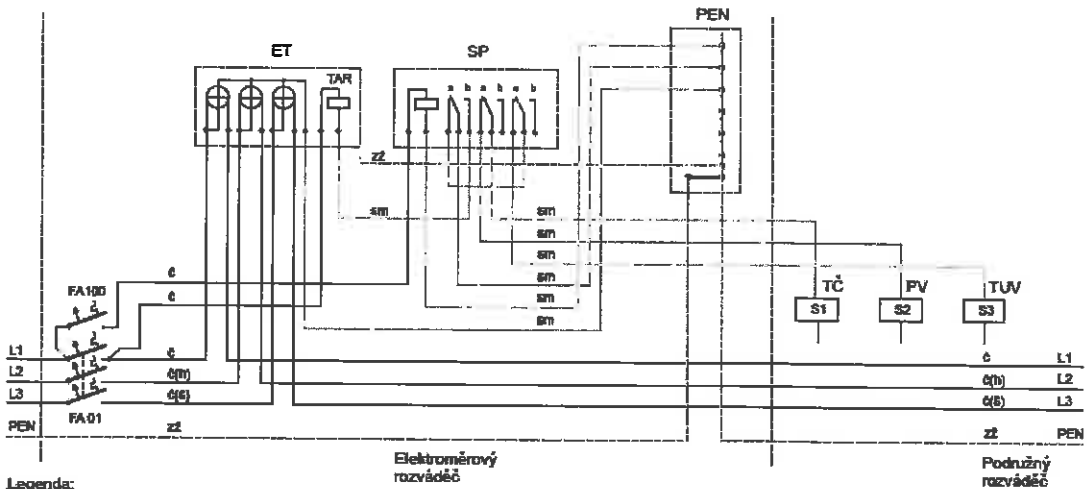 PEN
ET
SP
TAR
a b a b a b
zž
sm
sm
sm
sm
sm
sm
sm
č
FA100
č
TČ
PV
TUV
S1
S2
S3
L1
č
č
L1
L2
č(h)
č(h)
L2
L3
č(s)
č(s)
L3
FA01
PEN
zž
zž
PEN
Elektroměrový
rozváděč
Podružný
rozváděč
Legenda: